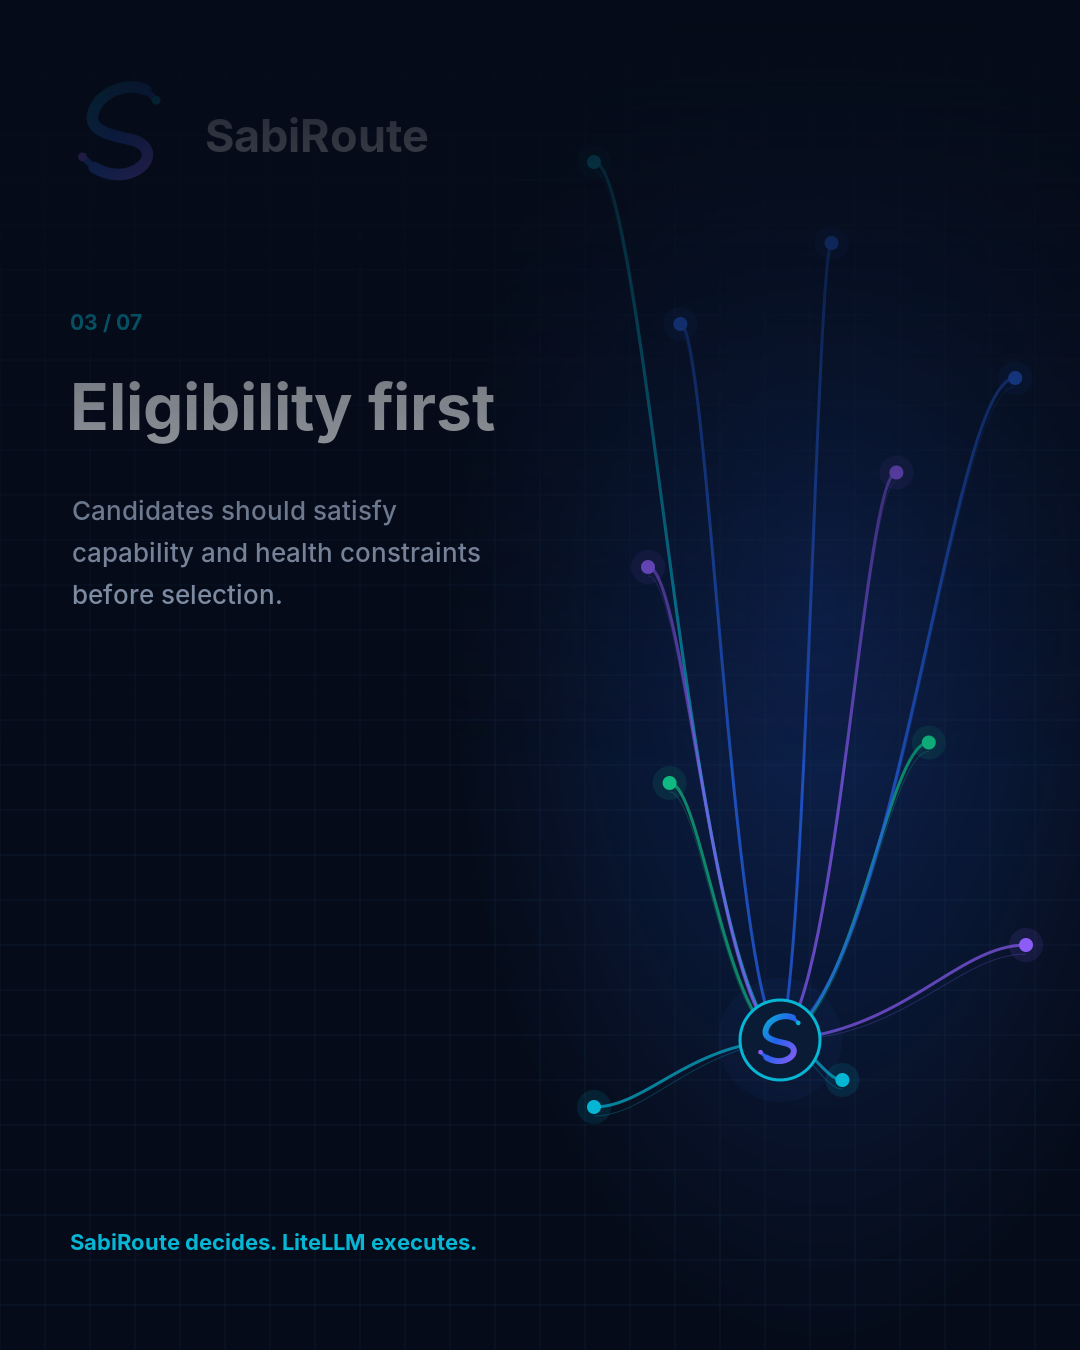 SabiRoute
03 / 07
Eligibility first
Candidates should satisfy
capability and health constraints
before selection.
SabiRoute decides. LiteLLM executes.